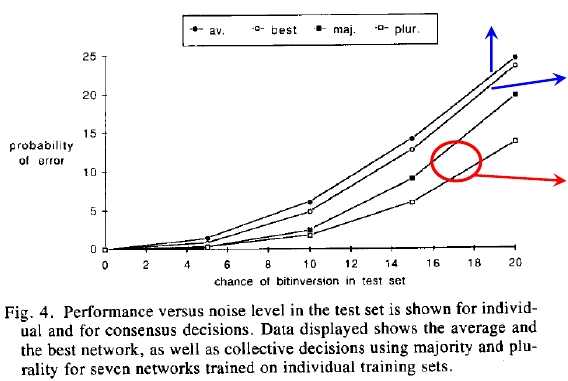 av. best maj. plur.
25
20
15
10
5
0
probability
of error
0 2 4 6 8 10 12 14 16 18 20
chance of bitinversion in test set
Fig. 4. Performance versus noise level in the test set is shown for individ-
ual and for consensus decisions. Data displayed shows the average and
the best network, as well as collective decisions using majority and plu-
rality for seven networks trained on individual training sets.